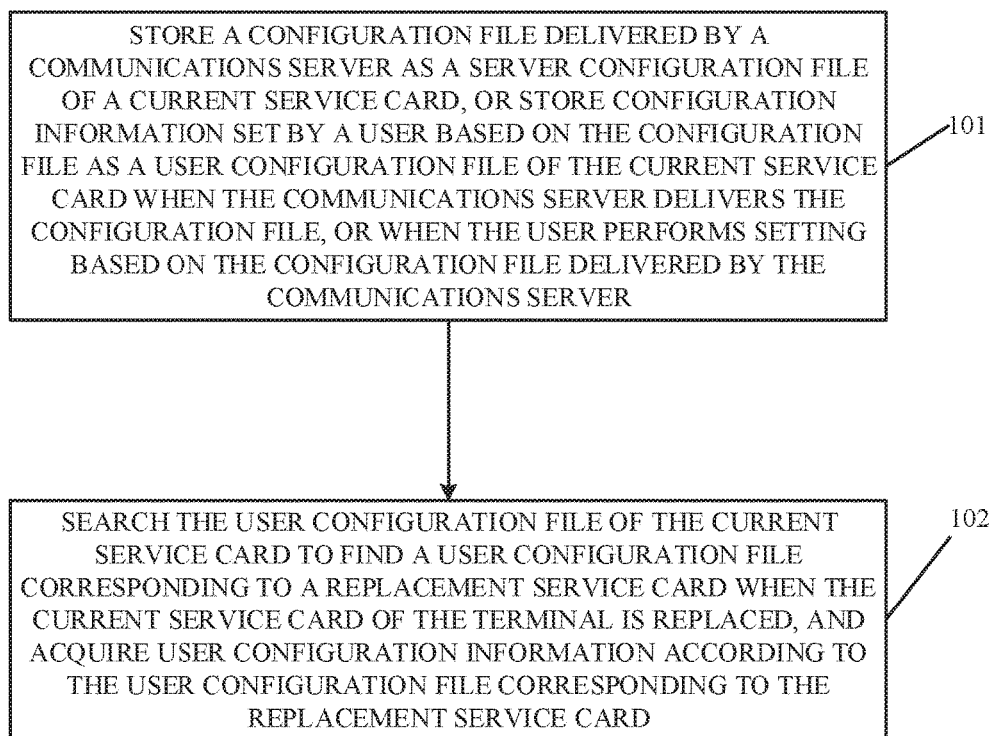 STORE A CONFIGURATION FILE DELIVERED BY A
COMMUNICATIONS SERVER AS A SERVER CONFIGURATION FILE
OF A CURRENT SERVICE CARD, OR STORE CONFIGURATION
INFORMATION SET BY A USER BASED ON THE CONFIGURATION
FILE AS A USER CONFIGURATION FILE OF THE CURRENT SERVICE
CARD WHEN THE COMMUNICATIONS SERVER DELIVERS THE
CONFIGURATION FILE, OR WHEN THE USER PERFORMS SETTING
BASED ON THE CONFIGURATION FILE DELIVERED BY THE
COMMUNICATIONS SERVER
101
SEARCH THE USER CONFIGURATION FILE OF THE CURRENT
SERVICE CARD TO FIND A USER CONFIGURATION FILE
CORRESPONDING TO A REPLACEMENT SERVICE CARD WHEN THE
CURRENT SERVICE CARD OF THE TERMINAL IS REPLACED, AND
ACQUIRE USER CONFIGURATION INFORMATION ACCORDING TO
THE USER CONFIGURATION FILE CORRESPONDING TO THE
REPLACEMENT SERVICE CARD
102